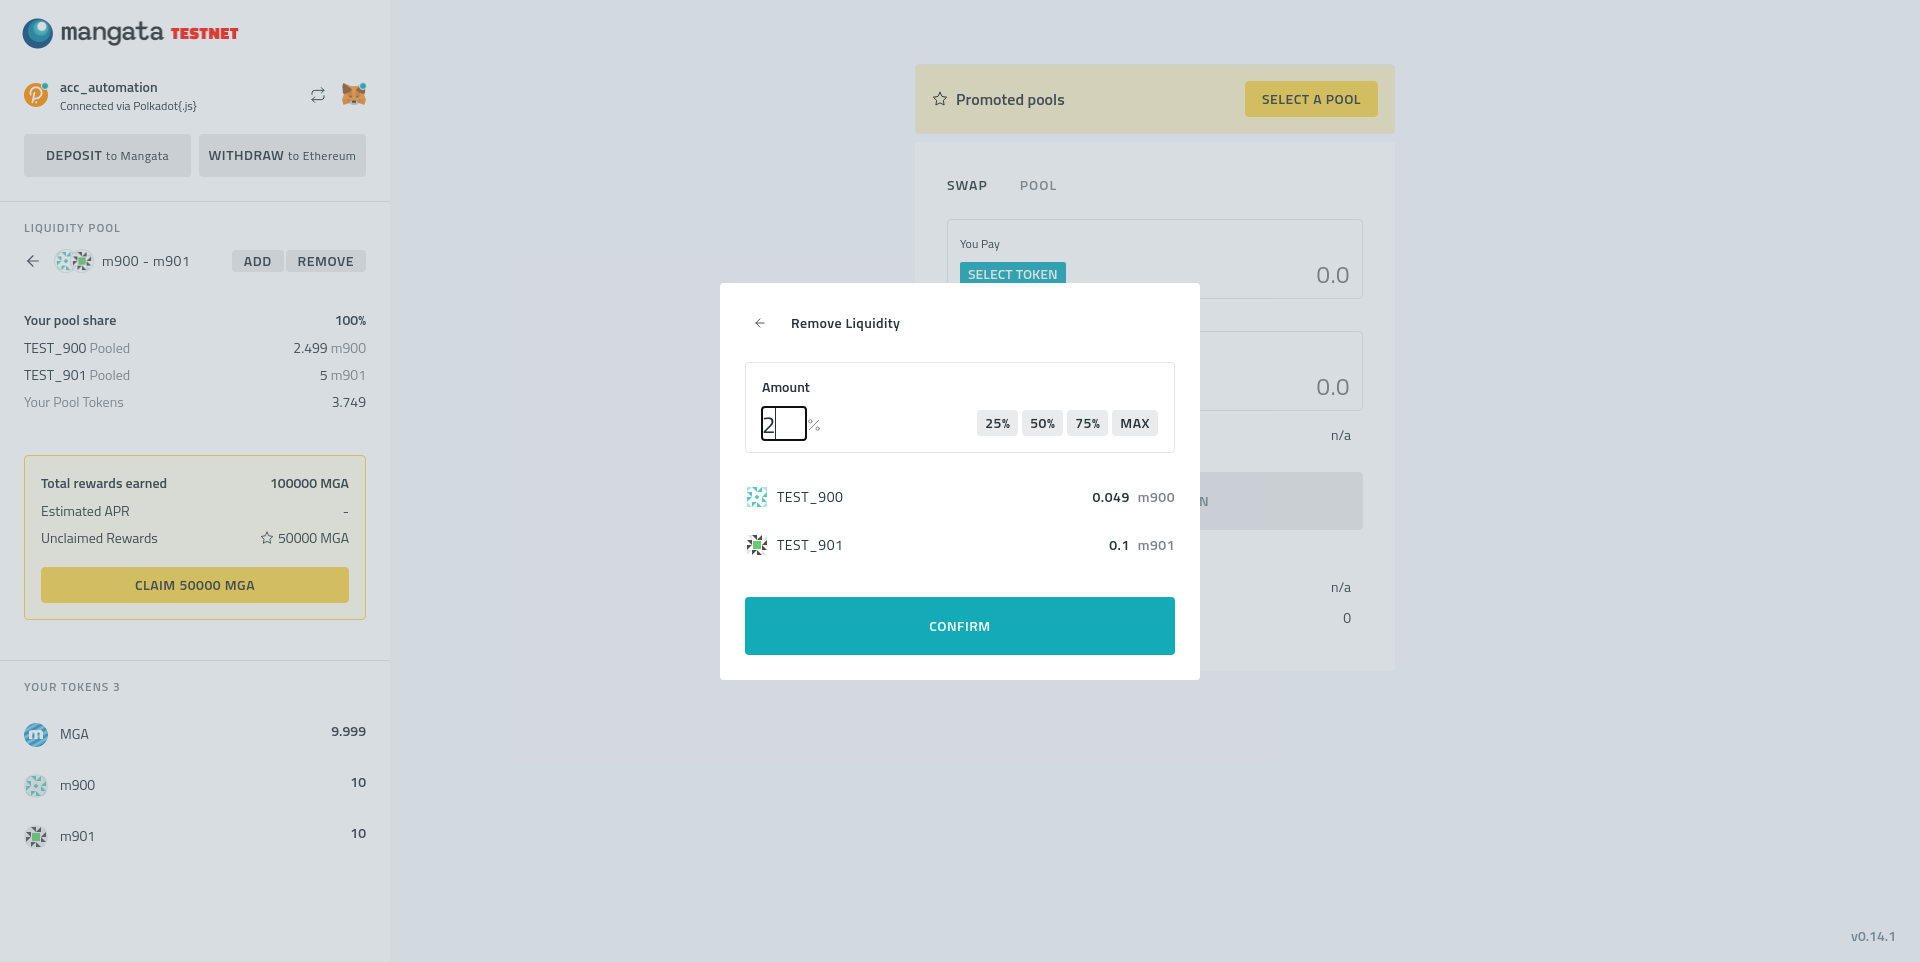 mangata TESTNET
acc_automation
Connected via Polkadot{.js}
DEPOSIT to Mangata
WITHDRAW to Ethereum
LIQUIDITY POOL
m900 - m901
ADD
REMOVE
Your pool share 100%
TEST_900 Pooled 2.499 m900
TEST_901 Pooled 5 m901
Your Pool Tokens 3.749
Total rewards earned 100000 MGA
Estimated APR -
Unclaimed Rewards 50000 MGA
CLAIM 50000 MGA
YOUR TOKENS 3
MGA 9.999
m900 10
m901 10
Promoted pools
SELECT A POOL
SWAP POOL
You Pay
SELECT TOKEN 0.0
0.0
n/a
N
n/a
0
Remove Liquidity
Amount
2 %
25% 50% 75% MAX
TEST_900 0.049 m900
TEST_901 0.1 m901
CONFIRM
v0.14.1